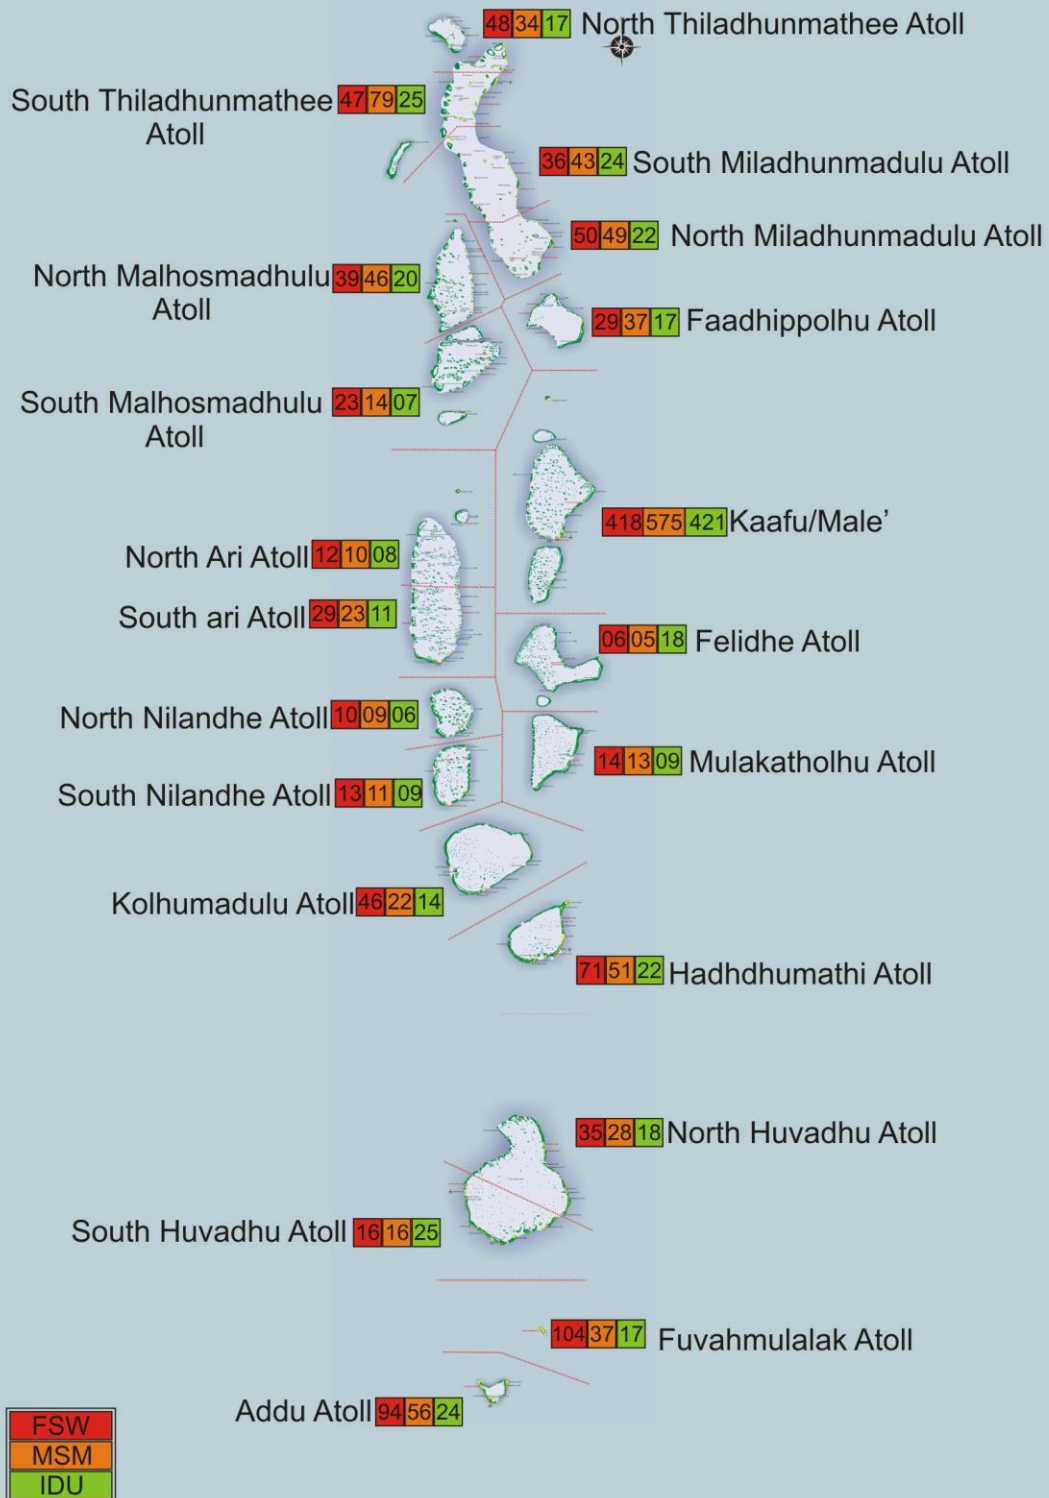 48 34 17 North Thiladhunmathee Atoll
South Thiladhunmathee 47 79 25
Atoll
36 43 24 South Miladhunmadulu Atoll
50 49 22 North Miladhunmadulu Atoll
North Malhosmadhulu 39 46 20
Atoll
29 37 17 Faadhippolhu Atoll
South Malhosmadhulu 23 14 07
Atoll
418 575 421 Kaafu/Male’
North Ari Atoll 12 10 08
South ari Atoll 29 23 11
06 05 18 Felidhe Atoll
North Nilandhe Atoll 10 09 06
14 13 09 Mulakatholhu Atoll
South Nilandhe Atoll 13 11 09
Kolhumadulu Atoll 46 22 14
71 51 22 Hadhdhumathi Atoll
35 28 18 North Huvadhu Atoll
South Huvadhu Atoll 16 16 25
104 37 17 Fuvahmulalak Atoll
Addu Atoll 94 56 24
FSW
MSM
IDU